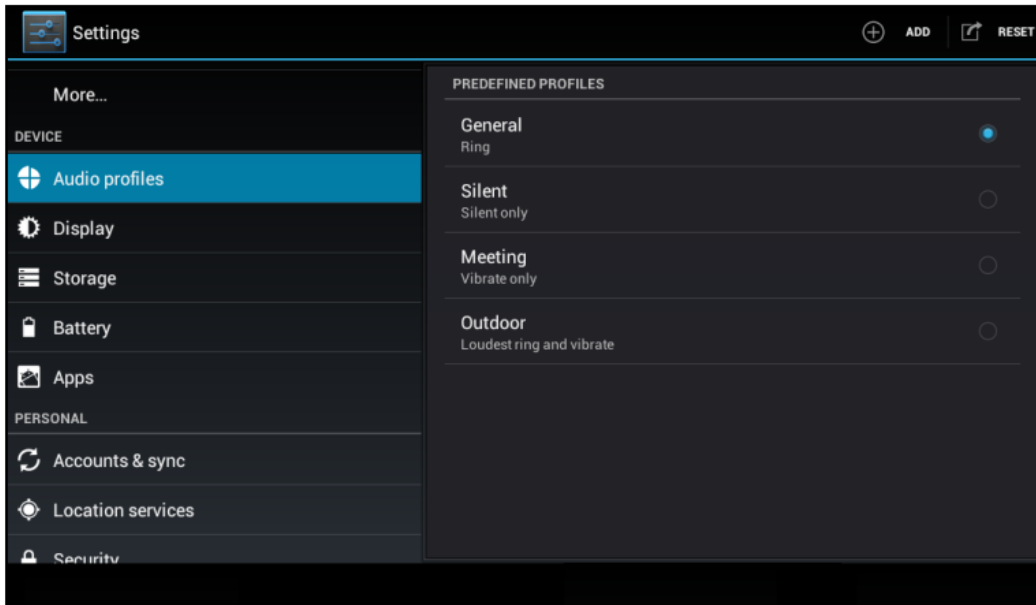 Settings
ADD
RESET
More...
DEVICE
Audio profiles
Display
Storage
Battery
Apps
PERSONAL
Accounts & sync
Location services
Security
PREDEFINED PROFILES
General
Ring
Silent
Silent only
Meeting
Vibrate only
Outdoor
Loudest ring and vibrate